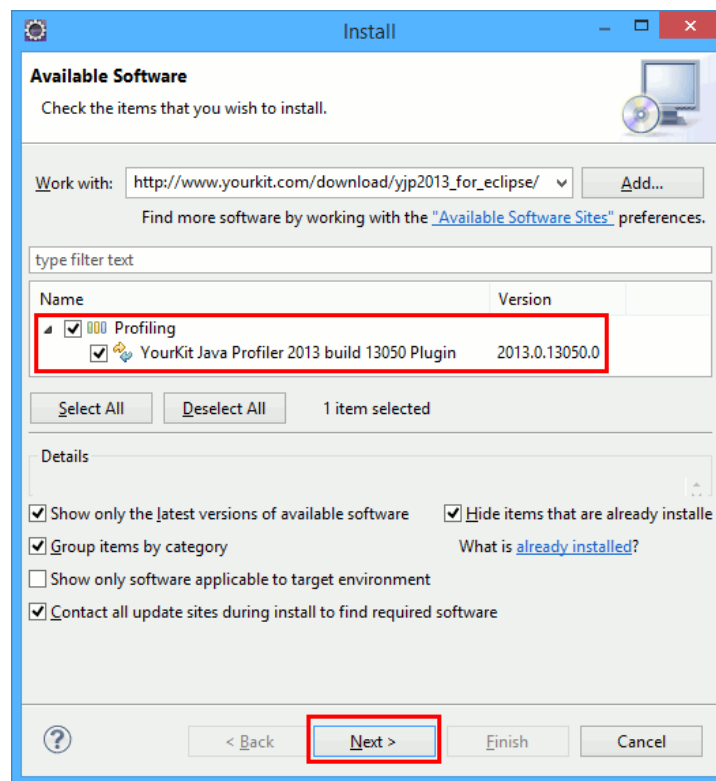 Install
Available Software
Check the items that you wish to install.
Work with: http://www.yourkit.com/download/yjp2013_for_eclipse/ Add...
Find more software by working with the "Available Software Sites" preferences.
type filter text
Name Version
Profiling
YourKit Java Profiler 2013 build 13050 Plugin 2013.0.13050.0
Select All Deselect All 1 item selected
Details
Show only the latest versions of available software Hide items that are already installe
Group items by category What is already installed?
Show only software applicable to target environment
Contact all update sites during install to find required software
? < Back Next > Finish Cancel